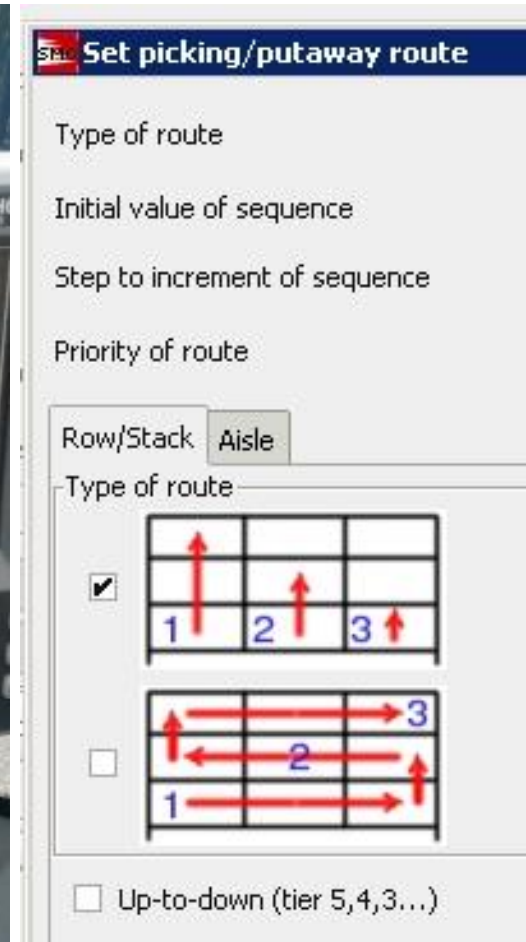 Set picking/putaway route
Type of route
Initial value of sequence
Step to increment of sequence
Priority of route
Row/Stack Aisle
Type of route
1 2 3
3
2
1
Up-to-down (tier 5,4,3...)